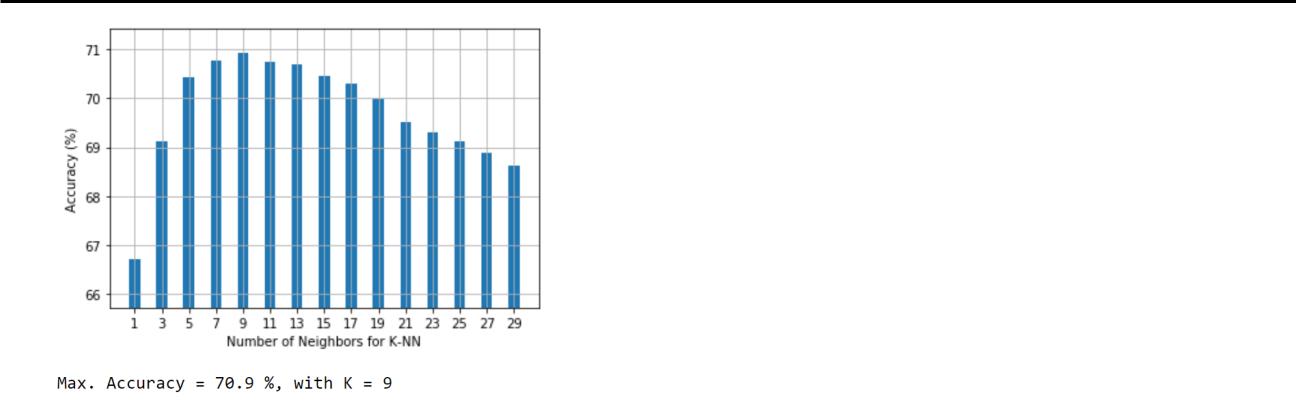 71
70
69
68
67
66
Accuracy (%)
1 3 5 7 9 11 13 15 17 19 21 23 25 27 29
Number of Neighbors for K-NN
Max. Accuracy = 70.9 %, with K = 9